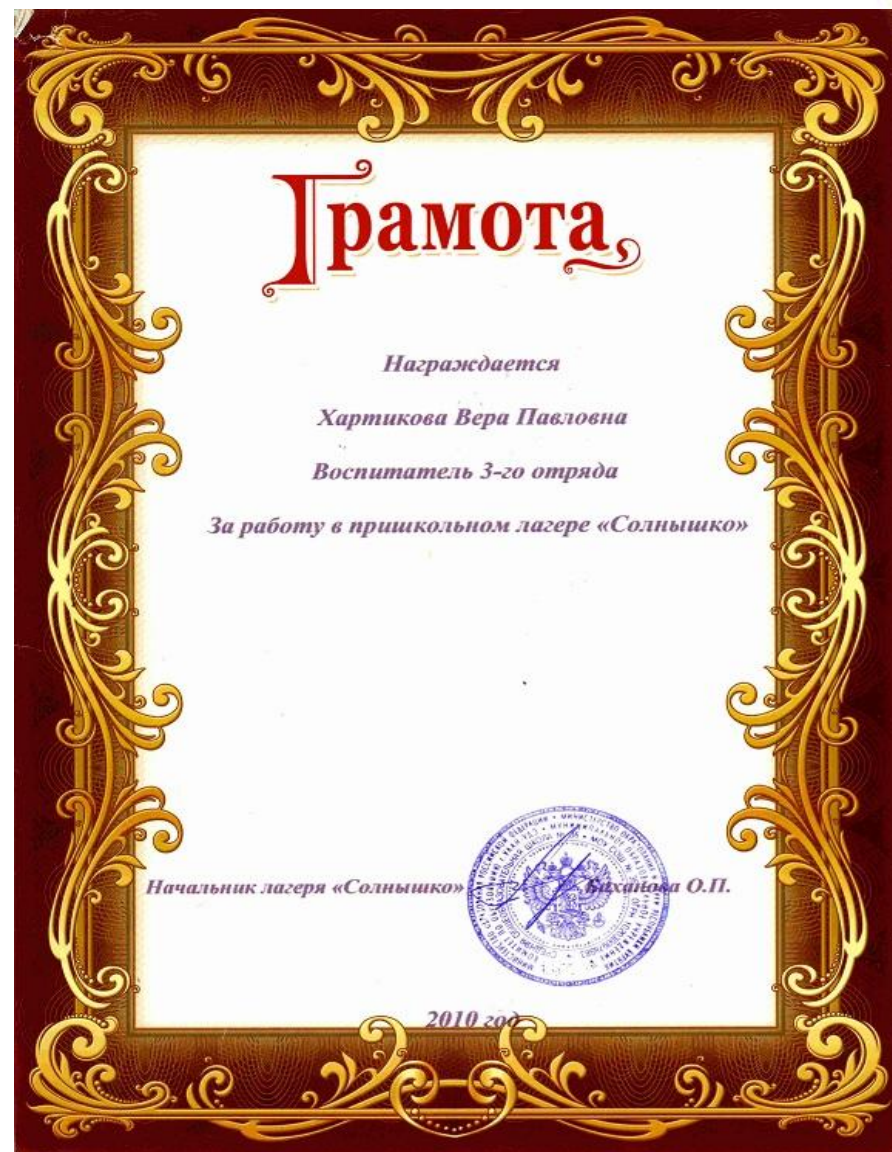 Грамота
Награждается
Хартикова Вера Павловна
Воспитатель 3-го отряда
За работу в пришкольном лагере «Солнышко»
Начальник лагеря «Солнышко» Баханова О.П.
2010 год